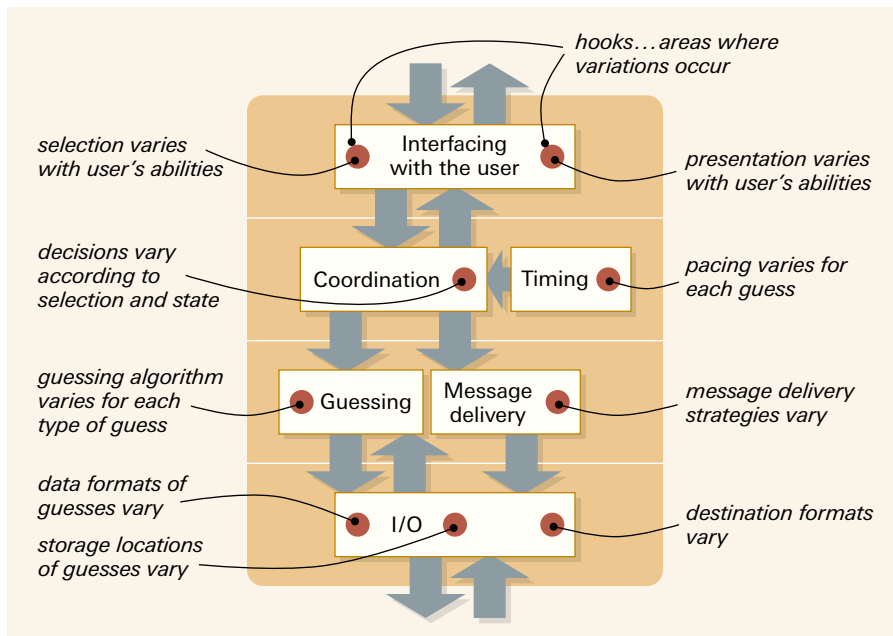 hooks…areas where
variations occur
selection varies
with user's abilities
Interfacing
with the user
presentation varies
with user's abilities
decisions vary
according to
selection and state
Coordination
Timing
pacing varies for
each guess
guessing algorithm
varies for each
type of guess
Guessing
Message
delivery
message delivery
strategies vary
data formats of
guesses vary
storage locations
of guesses vary
I/O
destination formats
vary